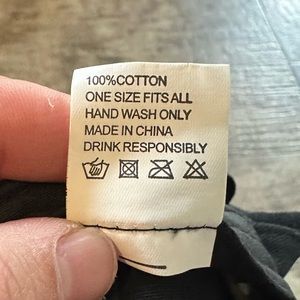 100%COTTON
ONE SIZE FITS ALL
HAND WASH ONLY
MADE IN CHINA
DRINK RESPONSIBLY